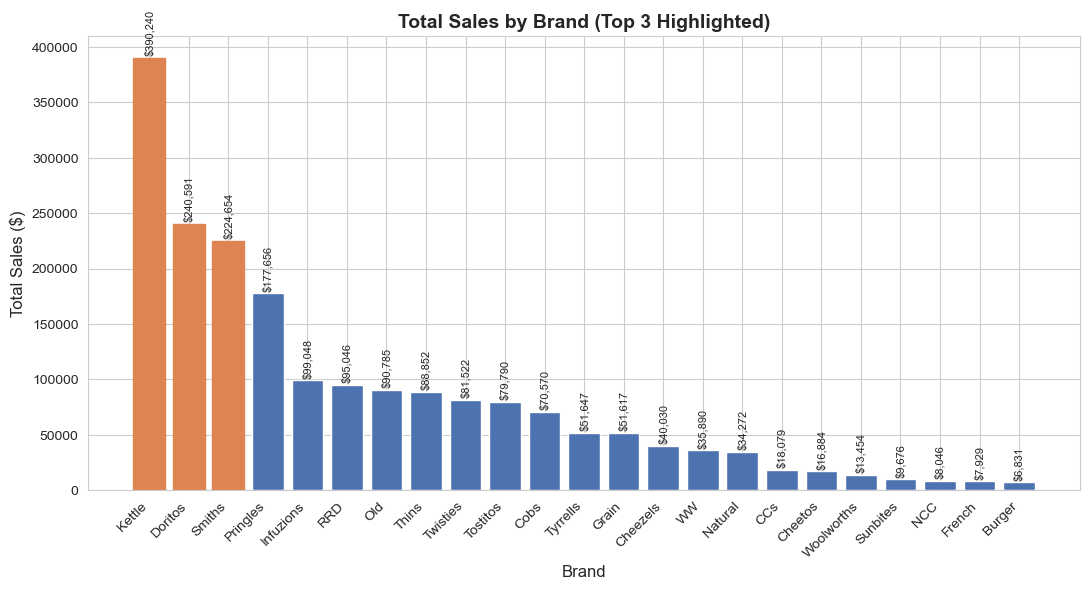 Total Sales by Brand (Top 3 Highlighted)
Total Sales ($)
400000
350000
300000
250000
200000
150000
100000
50000
0
$390,240
$240,591
$224,654
$177,656
$99,048
$95,046
$90,785
$88,852
$81,522
$79,790
$70,570
$51,647
$51,617
$40,030
$35,890
$34,272
$18,079
$16,884
$13,454
$9,676
$8,046
$7,929
$6,831
Kettle
Doritos
Smiths
Pringles
Infuzions
RRD
Old
Thins
Twisties
Tostitos
Cobs
Tyrrells
Grain
Cheezels
WW
Natural
CCs
Cheetos
Woolworths
Sunbites
NCC
French
Burger
Brand